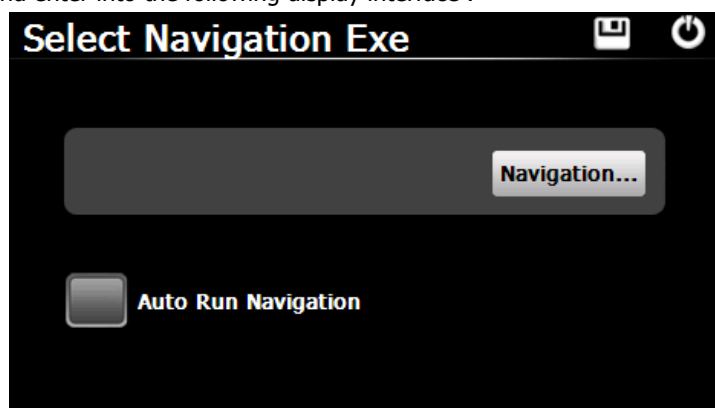 and enter into the following display interface :
Select Navigation Exe
Navigation...
Auto Run Navigation